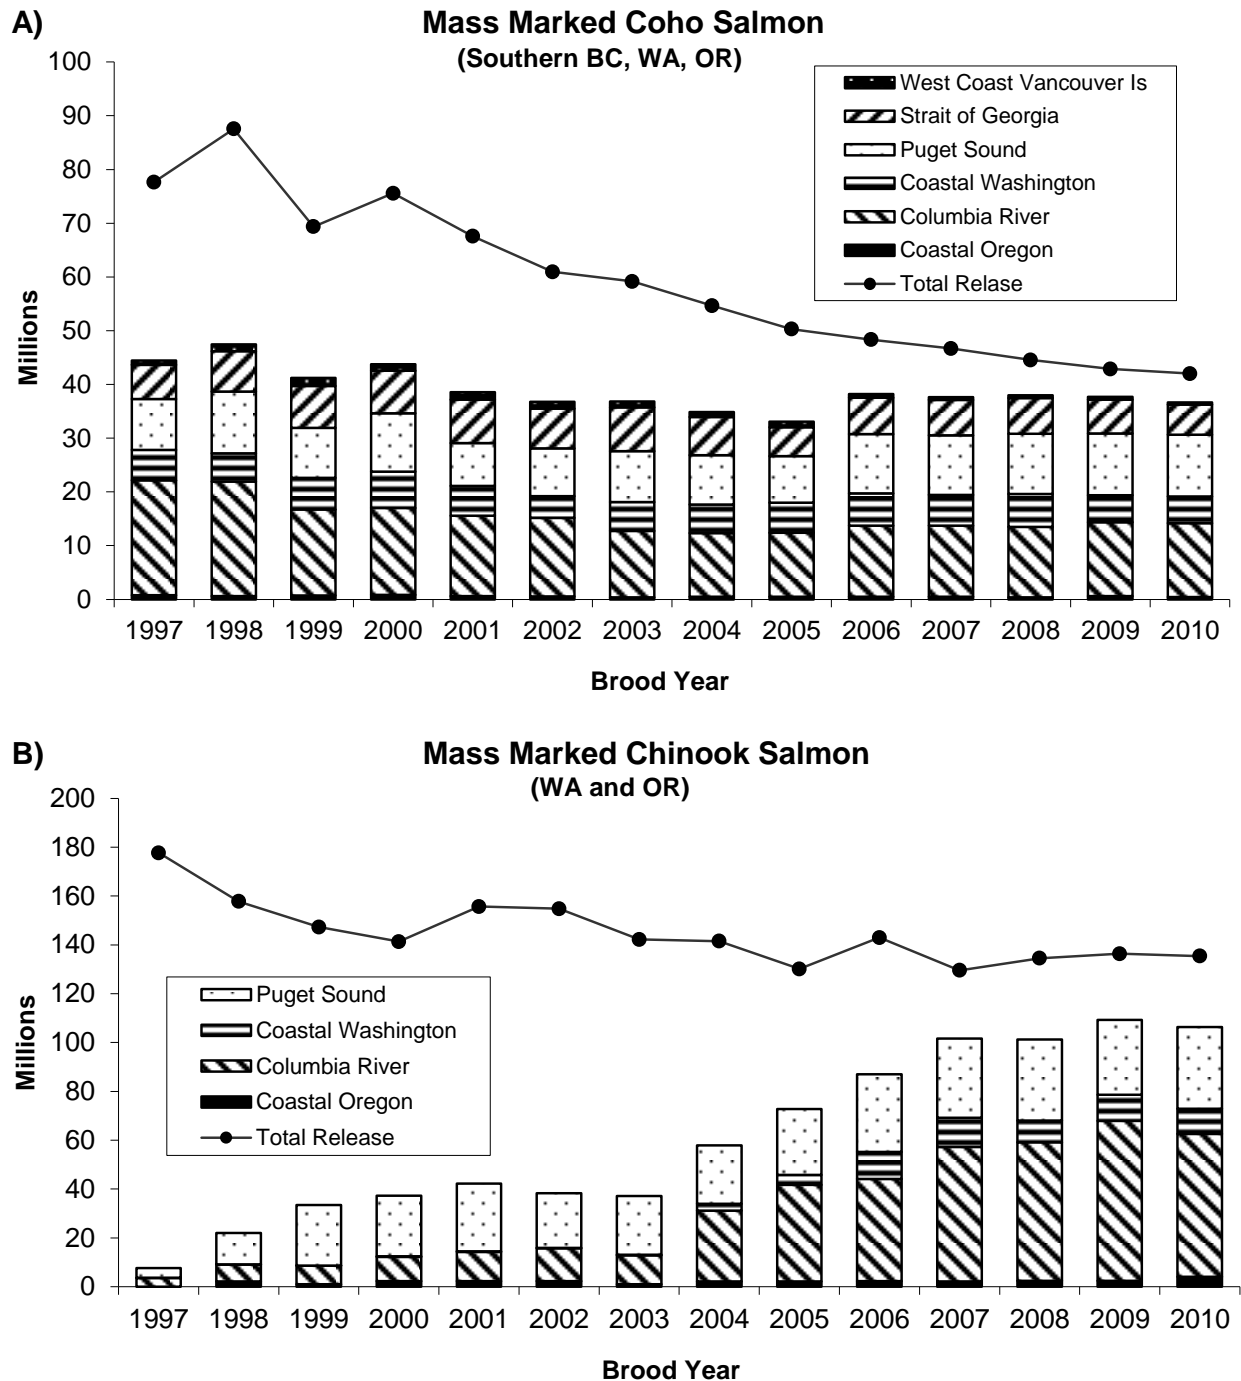 A)
Mass Marked Coho Salmon
(Southern BC, WA, OR)
100
90
80
70
60
50
40
30
20
10
0
Millions
West Coast Vancouver Is
Strait of Georgia
Puget Sound
Coastal Washington
Columbia River
Coastal Oregon
Total Relase
1997 1998 1999 2000 2001 2002 2003 2004 2005 2006 2007 2008 2009 2010
Brood Year
B)
Mass Marked Chinook Salmon
(WA and OR)
200
180
160
140
120
100
80
60
40
20
0
Millions
Puget Sound
Coastal Washington
Columbia River
Coastal Oregon
Total Release
1997 1998 1999 2000 2001 2002 2003 2004 2005 2006 2007 2008 2009 2010
Brood Year